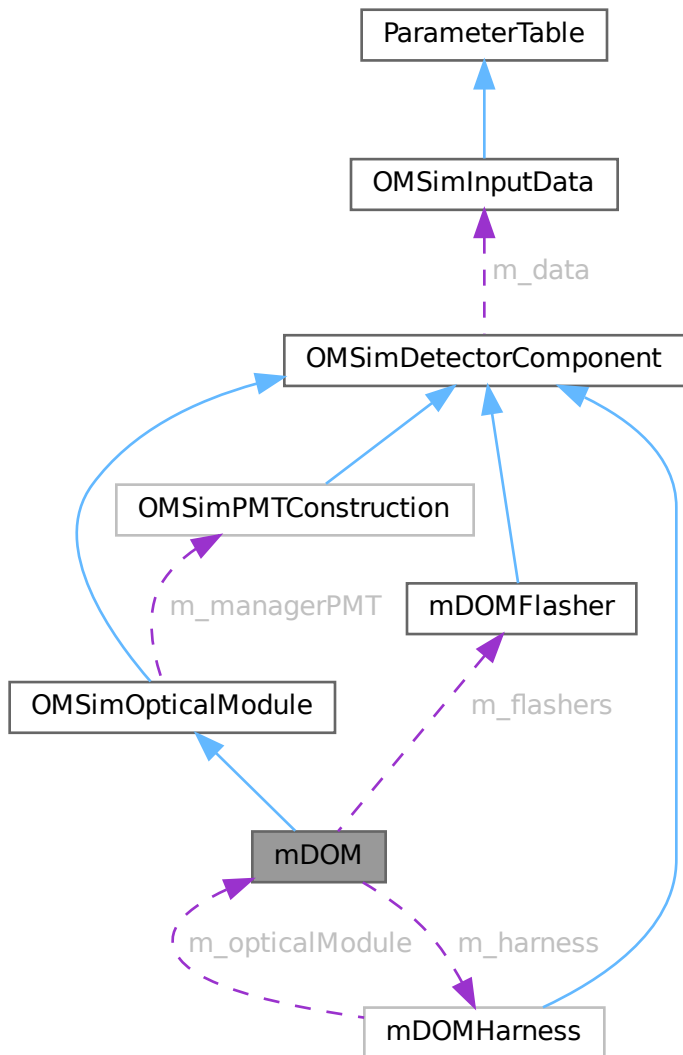 ParameterTable
OMSimInputData
m_data
OMSimDetectorComponent
OMSimPMTConstruction
m_managerPMT
mDOMFlasher
OMSimOpticalModule
m_flashers
mDOM
m_opticalModule
m_harness
mDOMHarness